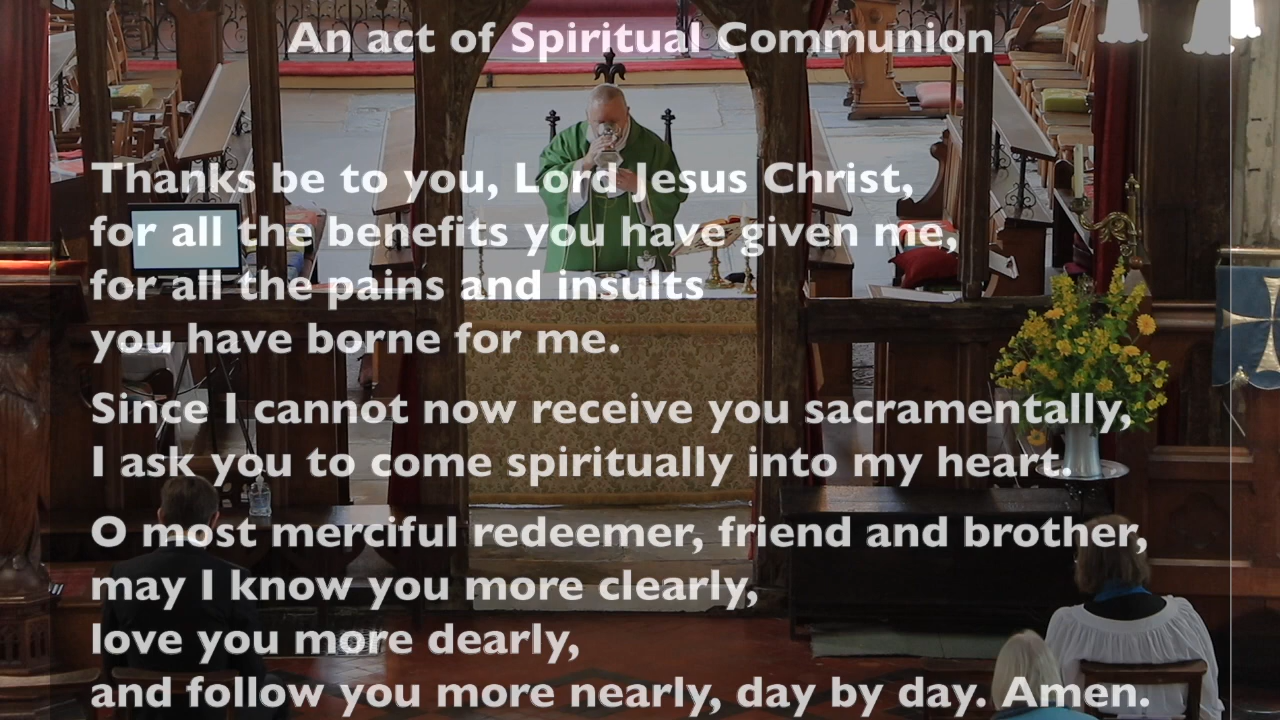 An act of Spiritual Communion
Thanks be to you, Lord Jesus Christ,
for all the benefits you have given me,
for all the pains and insults
you have borne for me.
Since I cannot now receive you sacramentally,
I ask you to come spiritually into my heart.
O most merciful redeemer, friend and brother,
may I know you more clearly,
love you more dearly,
and follow you more nearly, day by day. Amen.